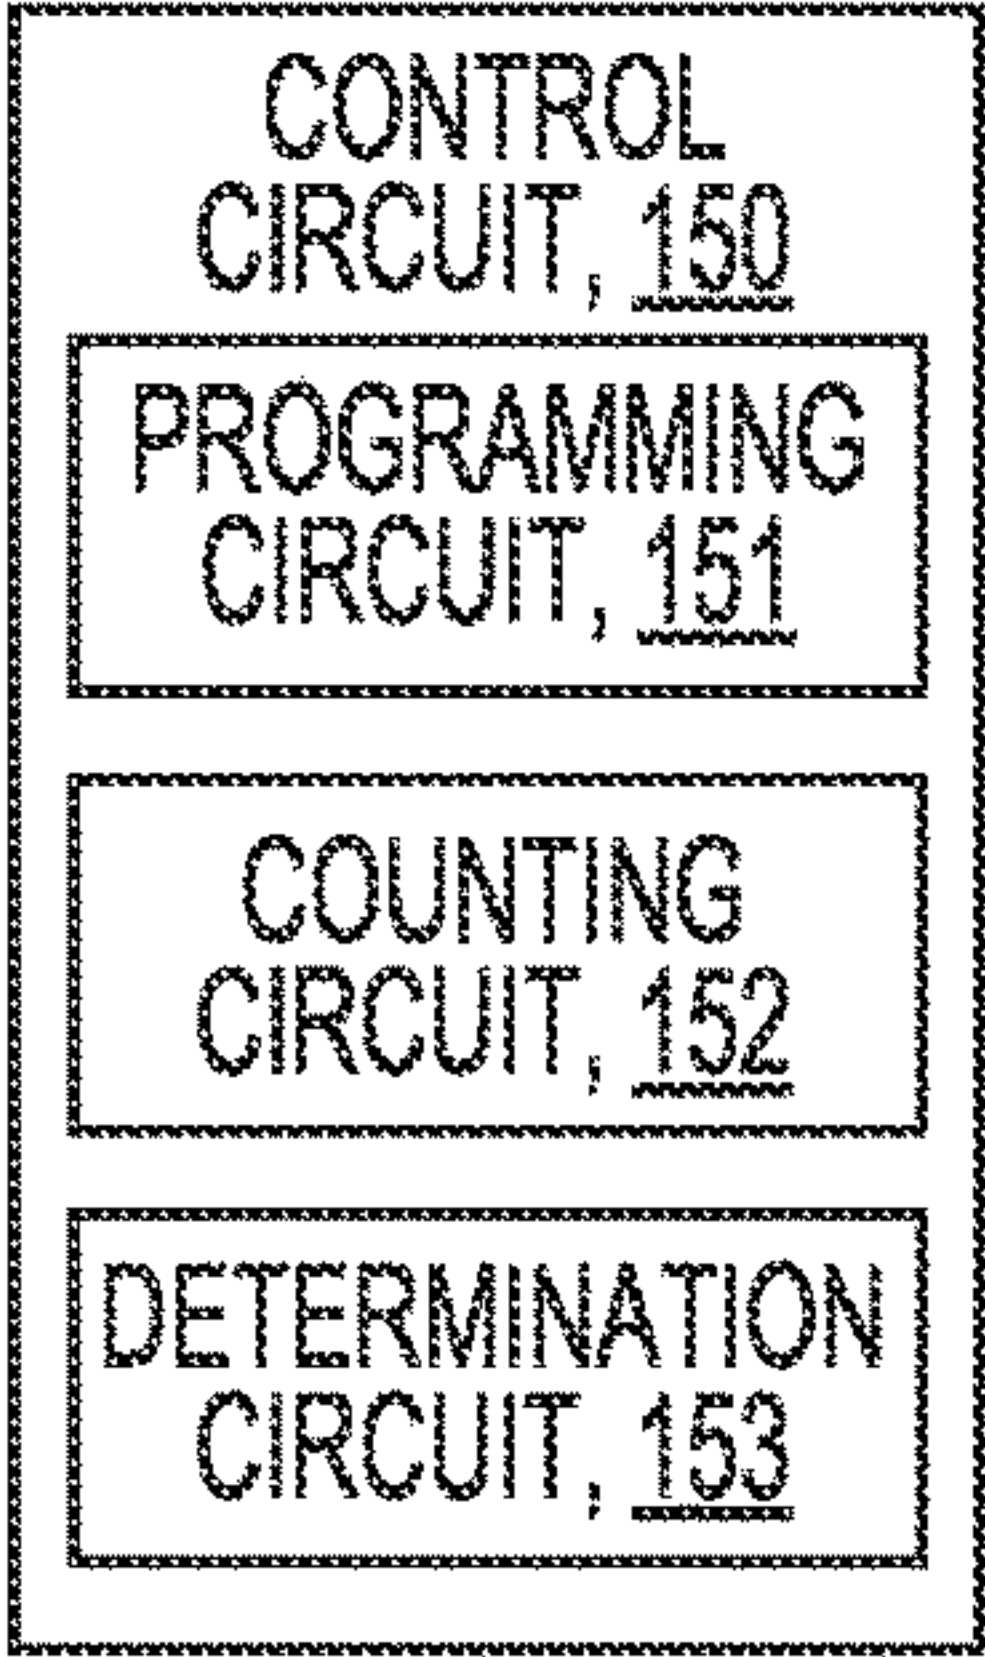 CONTROL
CIRCUIT, 150
PROGRAMMING
CIRCUIT, 151
COUNTING
CIRCUIT, 152
DETERMINATION
CIRCUIT, 153